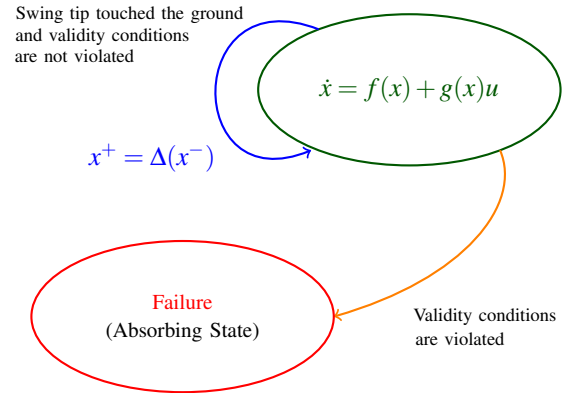 Swing tip touched the ground
and validity conditions
are not violated
ẋ = f(x) + g(x)u
x⁺ = Δ(x⁻)
Failure
(Absorbing State)
Validity conditions
are violated